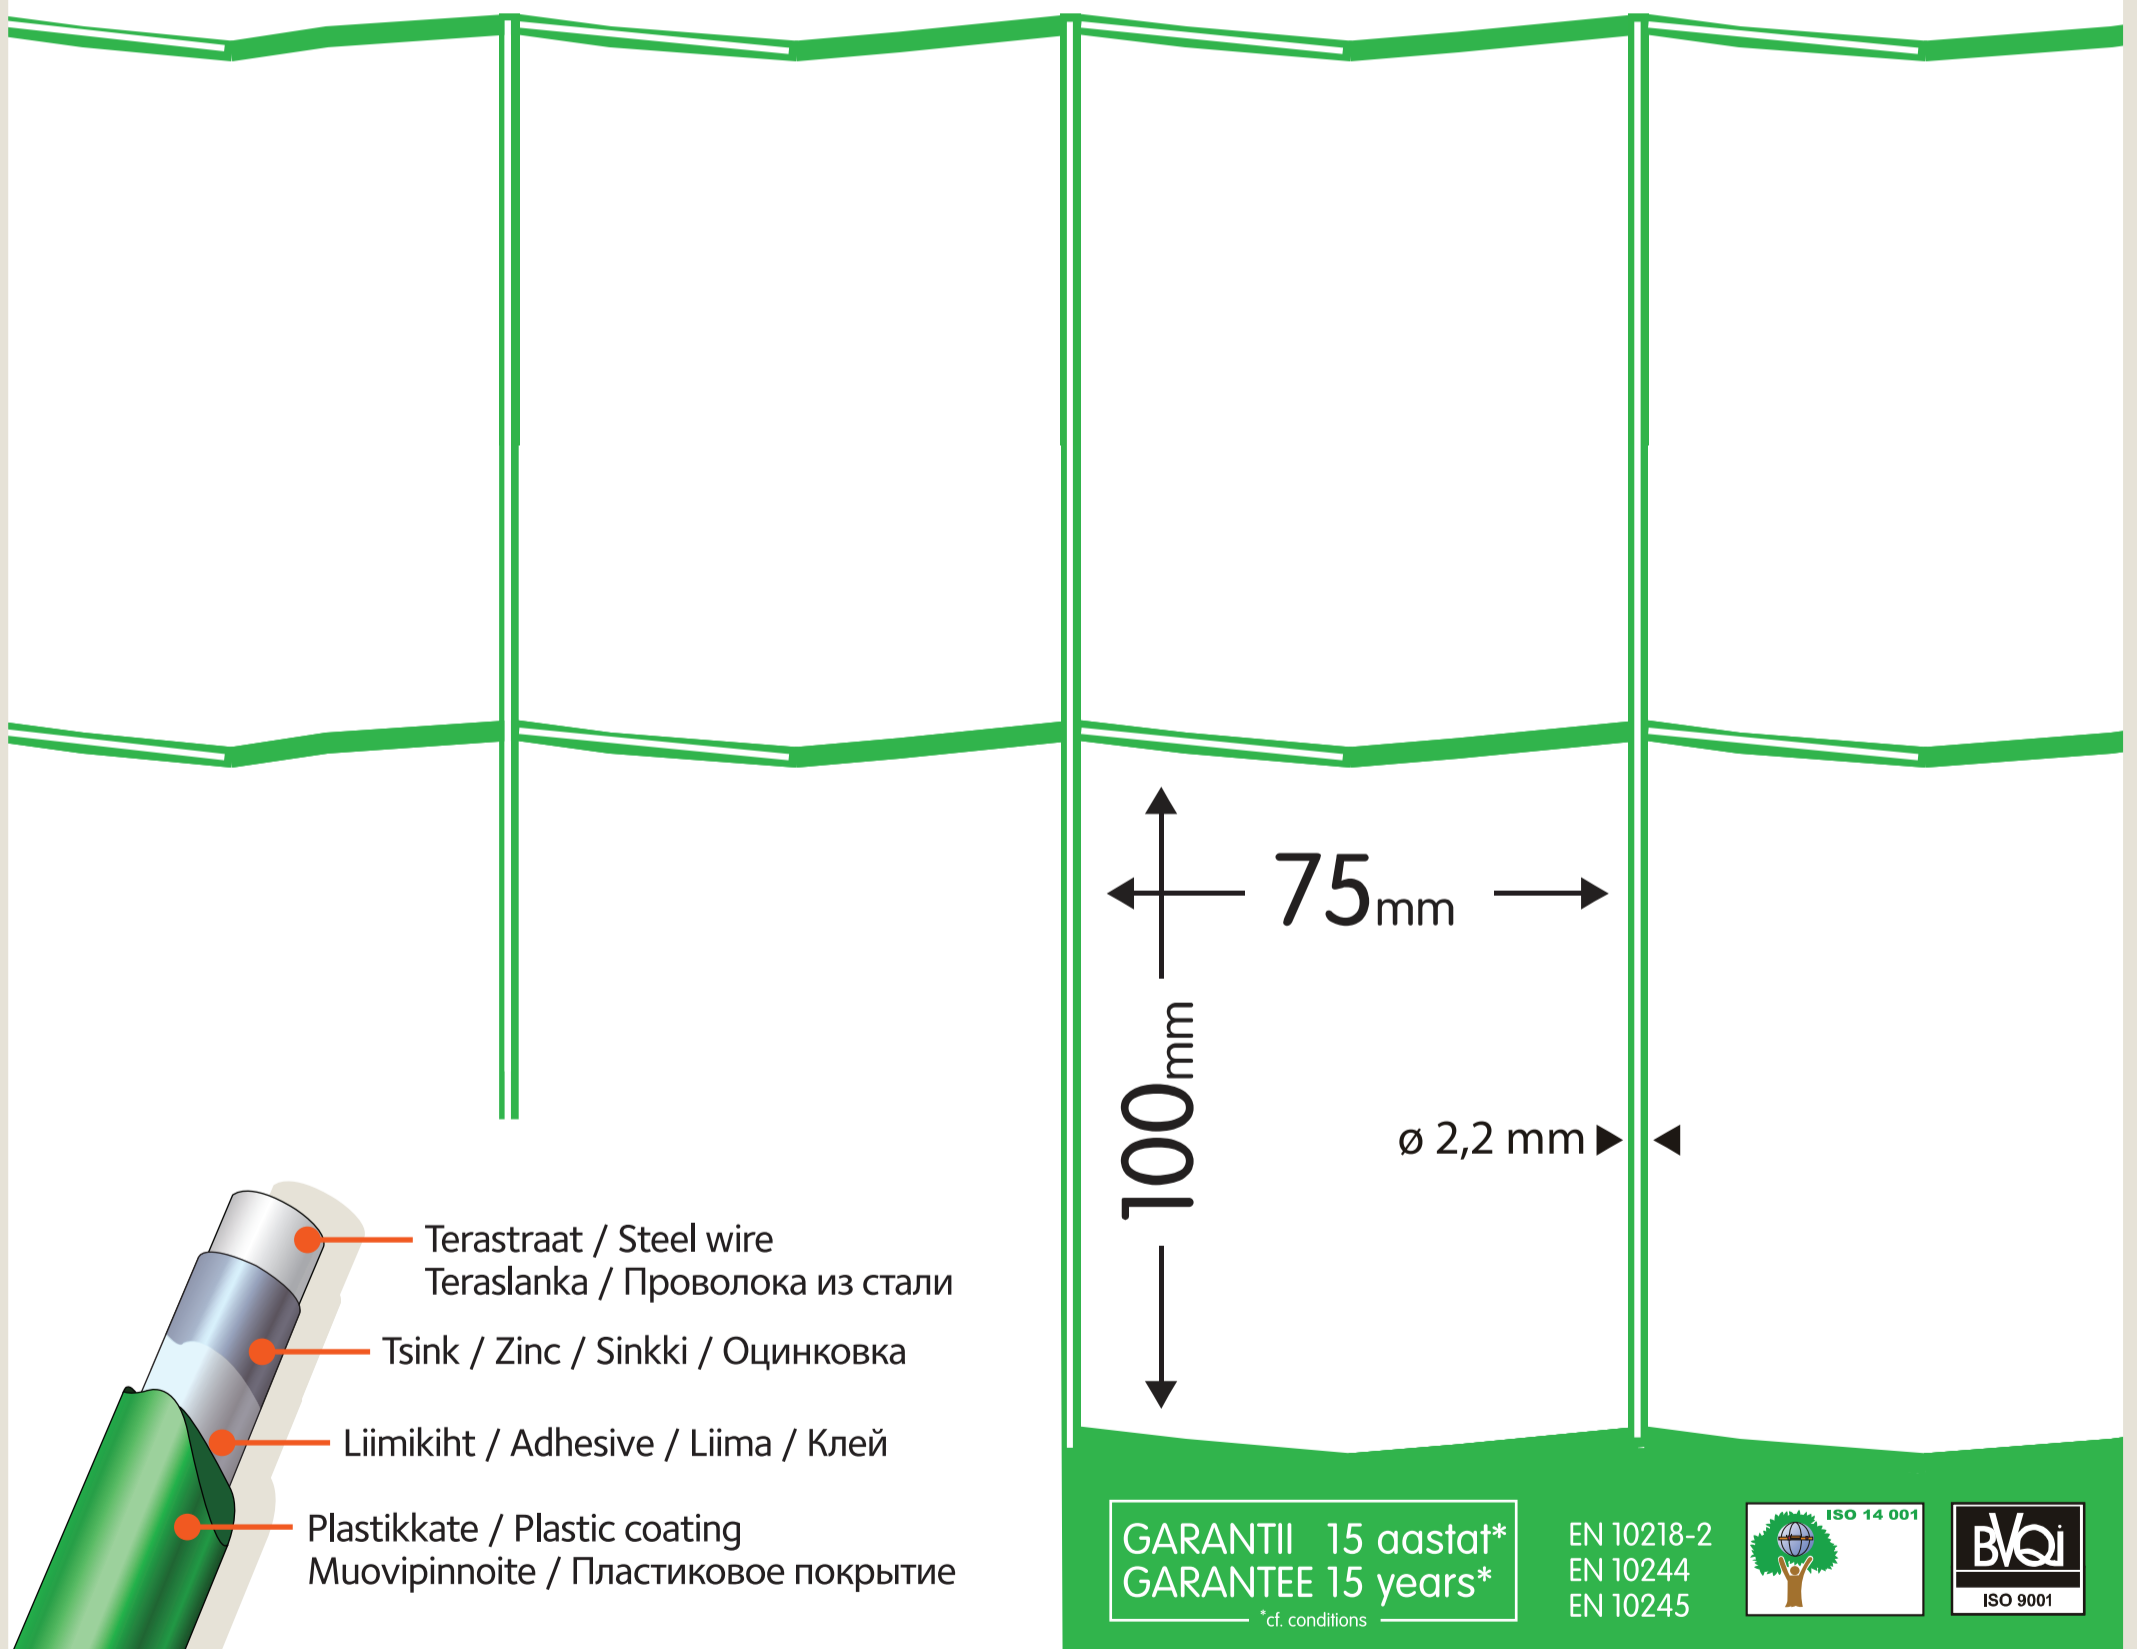 75mm
100mm
ø 2,2 mm
Terastraat / Steel wire
Teraslanka / Проволока из стали
Tsink / Zinc / Sinkki / Оцинковка
Liimikiht / Adhesive / Liima / Клей
Plastikkate / Plastic coating
Muovipinnoite / Пластиковое покрытие
GARANTII 15 aastat*
GARANTEE 15 years*
*cf. conditions
EN 10218-2
EN 10244
EN 10245
ISO 14 001
BVQi
ISO 9001